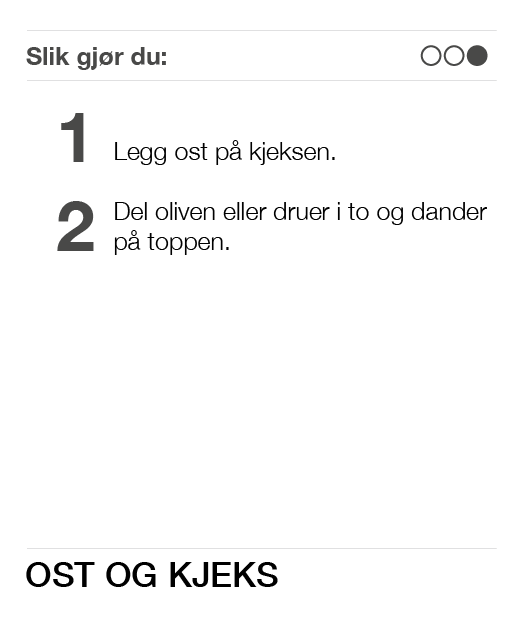 Slik gjør du:
1
Legg ost på kjeksen.
2
Del oliven eller druer i to og dander
på toppen.
OST OG KJEKS